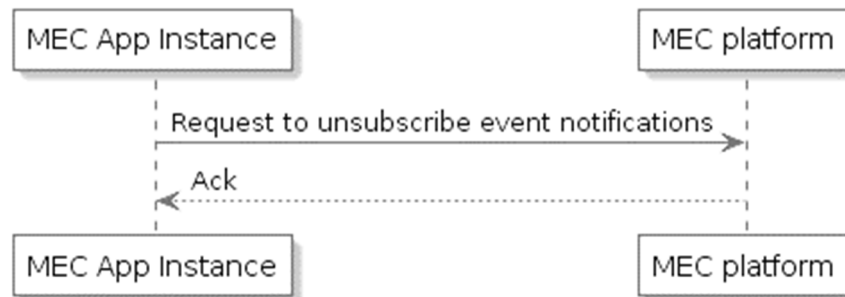 MEC App Instance
MEC platform
Request to unsubscribe event notifications
Ack
MEC App Instance
MEC platform